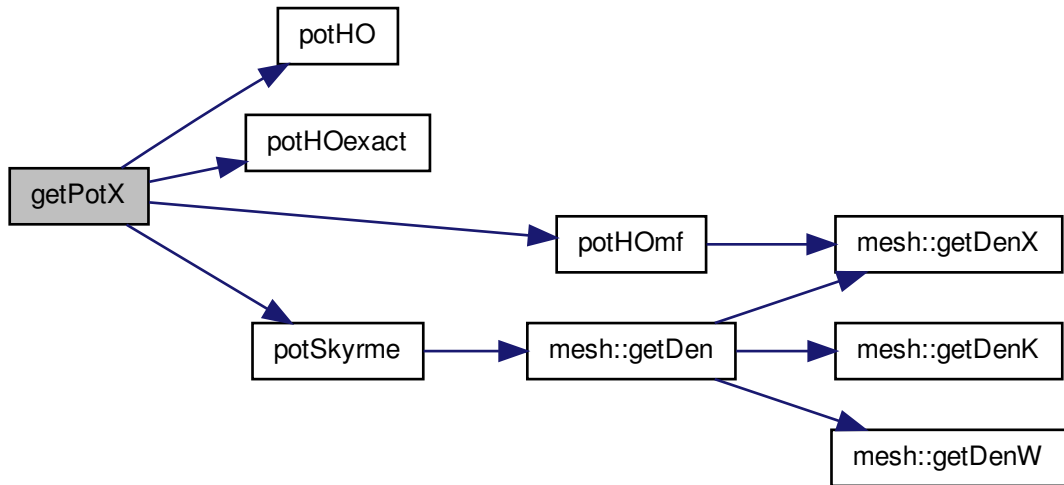 potHO
potHOexact
getPotX
potHOmf
mesh::getDenX
potSkyrme
mesh::getDen
mesh::getDenK
mesh::getDenW